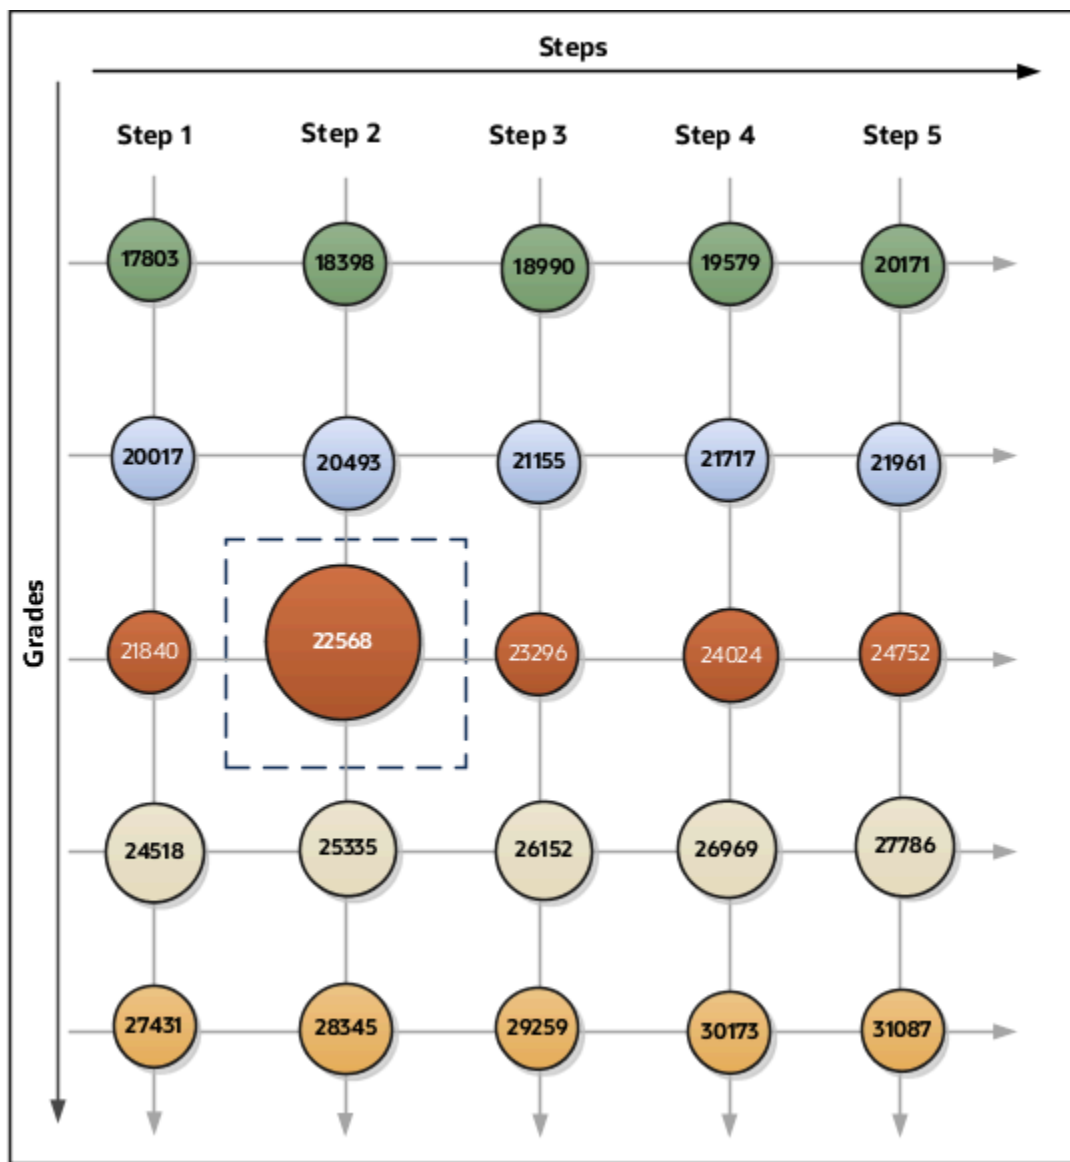 Steps
Step 1 Step 2 Step 3 Step 4 Step 5
17803 18398 18990 19579 20171
20017 20493 21155 21717 21961
Grades
21840 22568 23296 24024 24752
24518 25335 26152 26969 27786
27431 28345 29259 30173 31087